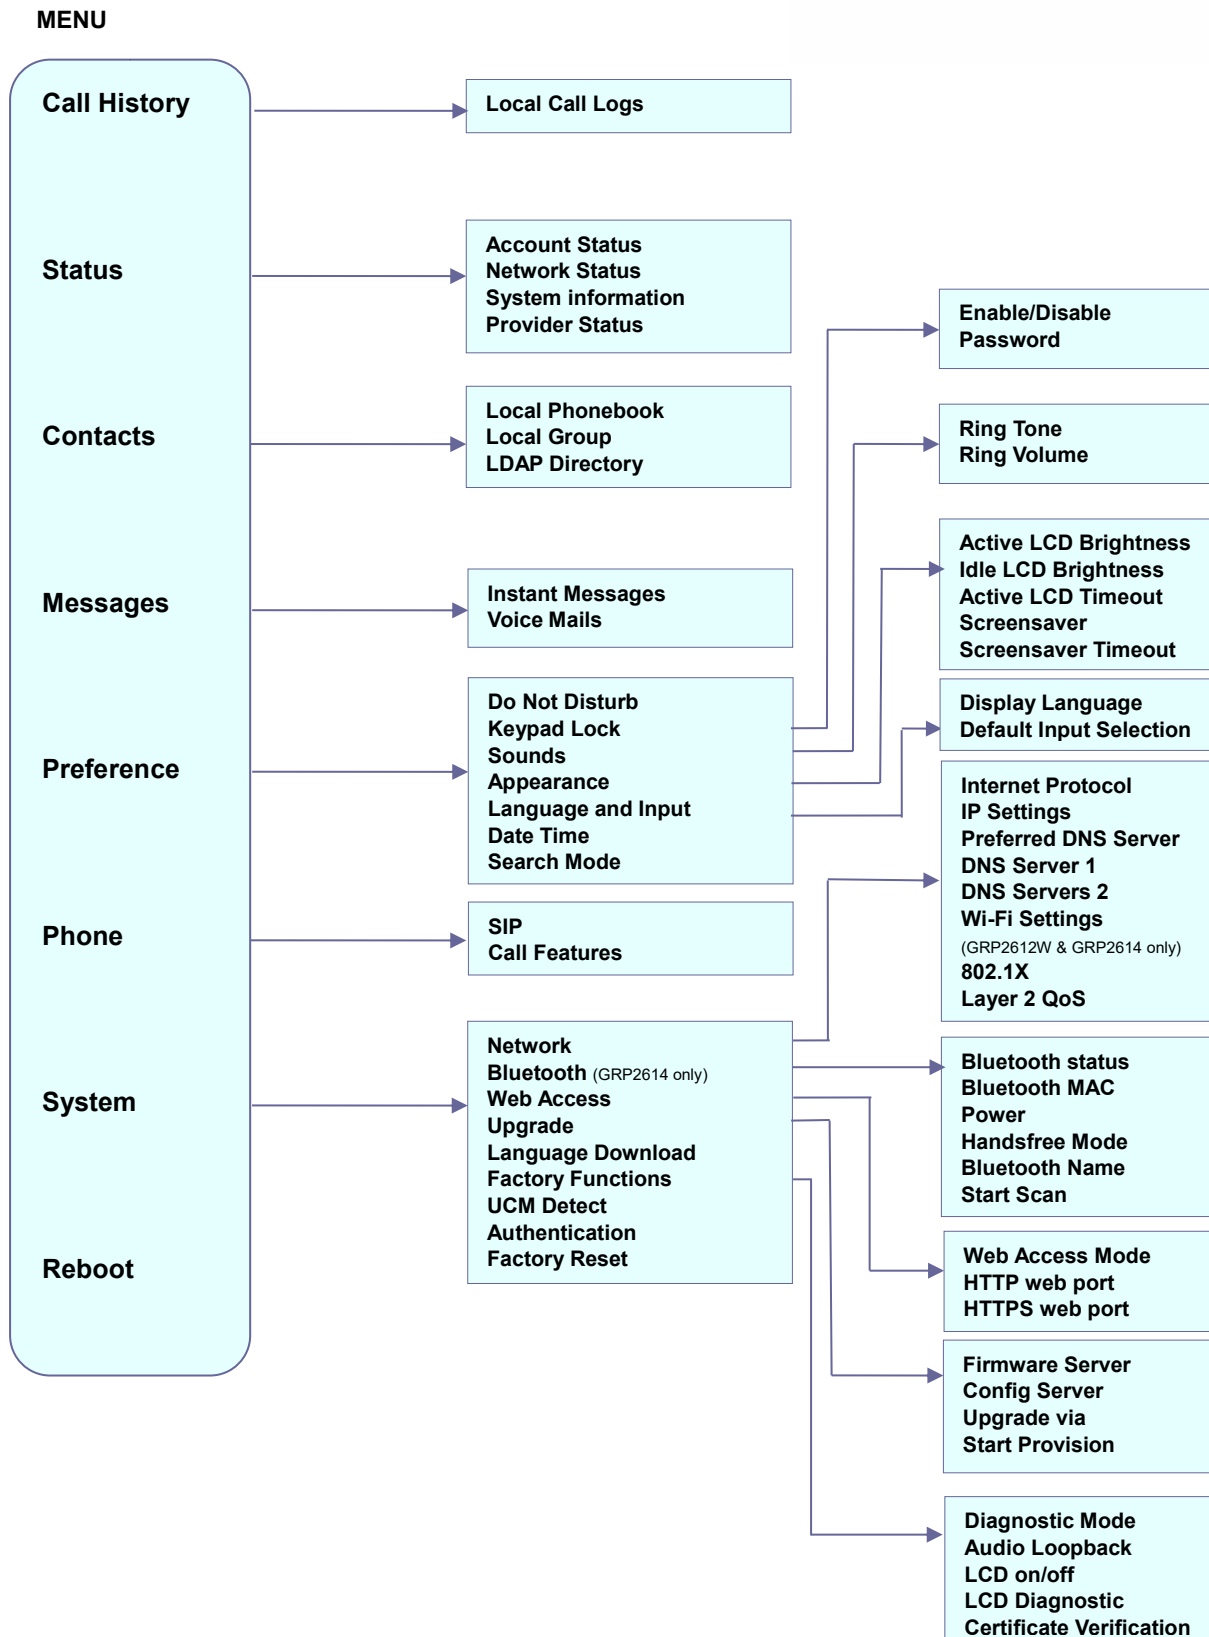 MENU
Call History
Status
Contacts
Messages
Preference
Phone
System
Reboot
Local Call Logs
Account Status
Network Status
System information
Provider Status
Local Phonebook
Local Group
LDAP Directory
Instant Messages
Voice Mails
Do Not Disturb
Keypad Lock
Sounds
Appearance
Language and Input
Date Time
Search Mode
SIP
Call Features
Network
Bluetooth (GRP2614 only)
Web Access
Upgrade
Language Download
Factory Functions
UCM Detect
Authentication
Factory Reset
Enable/Disable
Password
Ring Tone
Ring Volume
Active LCD Brightness
Idle LCD Brightness
Active LCD Timeout
Screensaver
Screensaver Timeout
Display Language
Default Input Selection
Internet Protocol
IP Settings
Preferred DNS Server
DNS Server 1
DNS Servers 2
Wi-Fi Settings
(GRP2612W & GRP2614 only)
802.1X
Layer 2 QoS
Bluetooth status
Bluetooth MAC
Power
Handsfree Mode
Bluetooth Name
Start Scan
Web Access Mode
HTTP web port
HTTPS web port
Firmware Server
Config Server
Upgrade via
Start Provision
Diagnostic Mode
Audio Loopback
LCD on/off
LCD Diagnostic
Certificate Verification